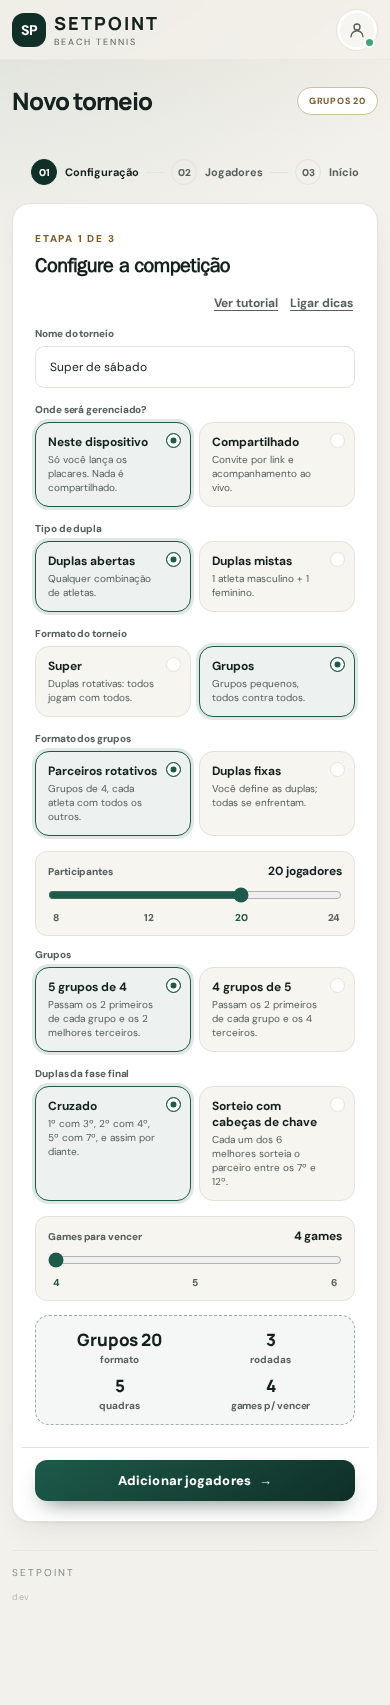 SP SETPOINT
BEACH TENNIS
Novo torneio
GRUPOS 20
01 Configuração 02 Jogadores 03 Início
ETAPA 1 DE 3
Configure a competição
Ver tutorial Ligar dicas
Nome do torneio
Super de sábado
Onde será gerenciado?
Neste dispositivo
Só você lança os
placares. Nada é
compartilhado.
Compartilhado
Convite por link e
acompanhamento ao
vivo.
Tipo de dupla
Duplas abertas
Qualquer combinação
de atletas.
Duplas mistas
1 atleta masculino + 1
feminino.
Formato do torneio
Super
Duplas rotativas: todos
jogam com todos.
Grupos
Grupos pequenos,
todos contra todos.
Formato dos grupos
Parceiros rotativos
Grupos de 4, cada
atleta com todos os
outros.
Duplas fixas
Você define as duplas;
todas se enfrentam.
Participantes 20 jogadores
8 12 20 24
Grupos
5 grupos de 4
Passam os 2 primeiros
de cada grupo e os 2
melhores terceiros.
4 grupos de 5
Passam os 2 primeiros
de cada grupo e os 4
terceiros.
Duplas da fase final
Cruzado
1º com 3º, 2º com 4º,
5º com 7º, e assim por
diante.
Sorteio com
cabeças de chave
Cada um dos 6
melhores sorteia o
parceiro entre os 7º e
12º.
Games para vencer 4 games
4 5 6
Grupos 20
formato
3
rodadas
5
quadras
4
games p/ vencer
Adicionar jogadores →
SETPOINT
dev